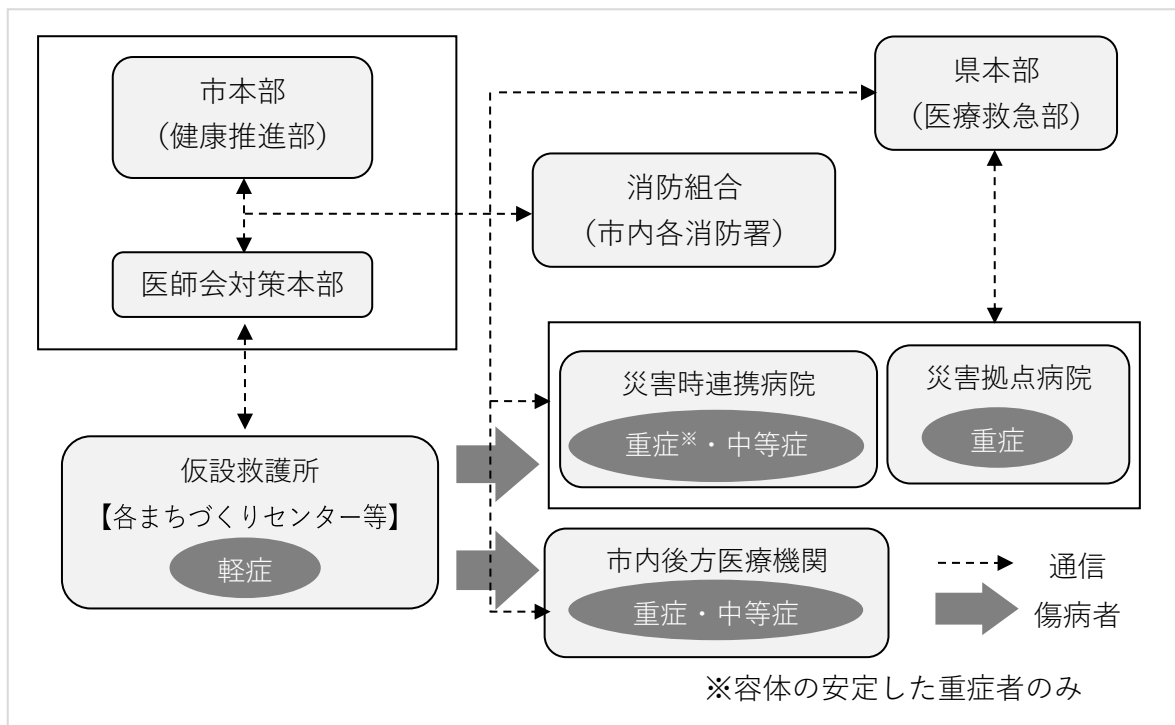 市本部
（健康推進部）
医師会対策本部
県本部
（医療救急部）
消防組合
（市内各消防署）
災害時連携病院
重症※・中等症
災害拠点病院
重症
仮設救護所
【各まちづくりセンター等】
軽症
市内後方医療機関
重症・中等症
通信
傷病者
※容体の安定した重症者のみ